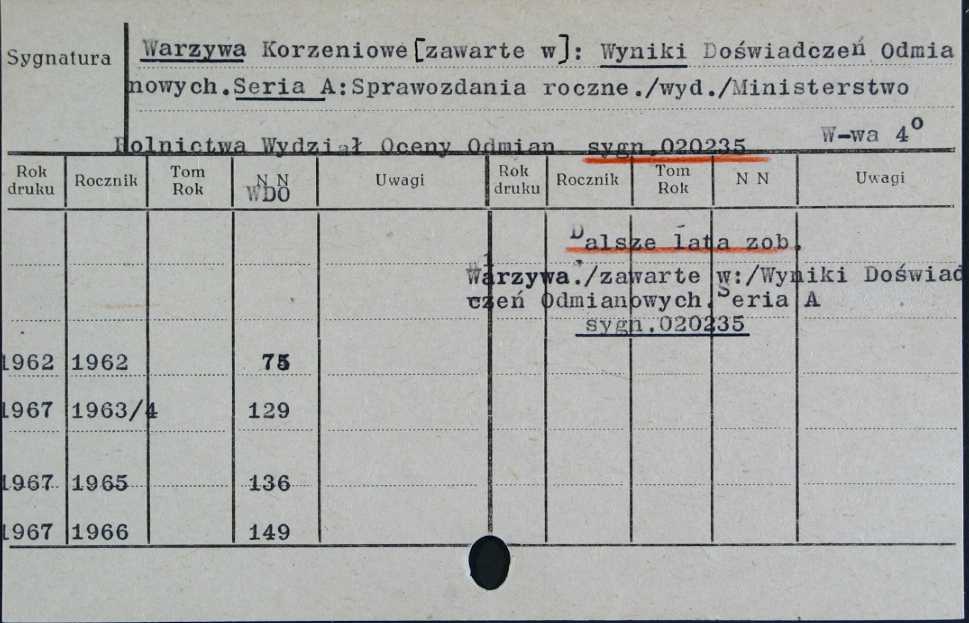 Sygnatura
Warzywa Korzeniowe [zawarte w]: Wyniki Doświadczeń Odmia
nowych. Seria A: Sprawozdania roczne./wyd./Ministerstwo
Rolnictwa Wydział Oceny Odmian sygn.020235 W-wa 4º
Rok druku Rocznik Tom Rok N N WDO Uwagi Rok druku Rocznik Tom Rok N N Uwagi
Dalsze lata zob.
Warzywa./zawarte w:/Wyniki Doświad
czeń Odmianowych.Seria A
sygn.020235
1962 1962 75
1967 1963/4 129
1967 1965 136
1967 1966 149